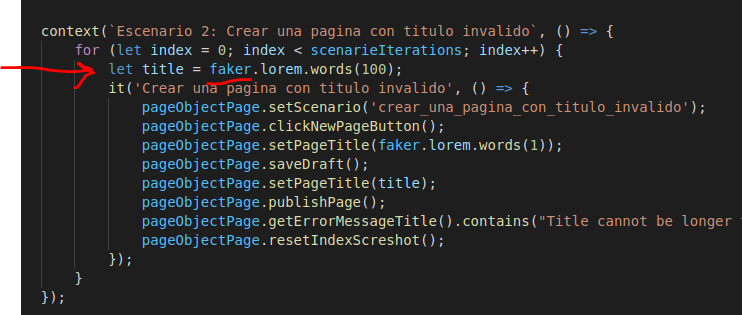 context(`Escenario 2: Crear una pagina con titulo invalido`, () => {
for (let index = 0; index < scenarieIterations; index++) {
let title = faker.lorem.words(100);
it('Crear una pagina con titulo invalido', () => {
pageObjectPage.setScenario('crear_una_pagina_con_titulo_invalido');
pageObjectPage.clickNewPageButton();
pageObjectPage.setPageTitle(faker.lorem.words(1));
pageObjectPage.saveDraft();
pageObjectPage.setPageTitle(title);
pageObjectPage.publishPage();
pageObjectPage.getErrorMessageTitle().contains("Title cannot be longer
pageObjectPage.resetIndexScreshot();
});
}
});